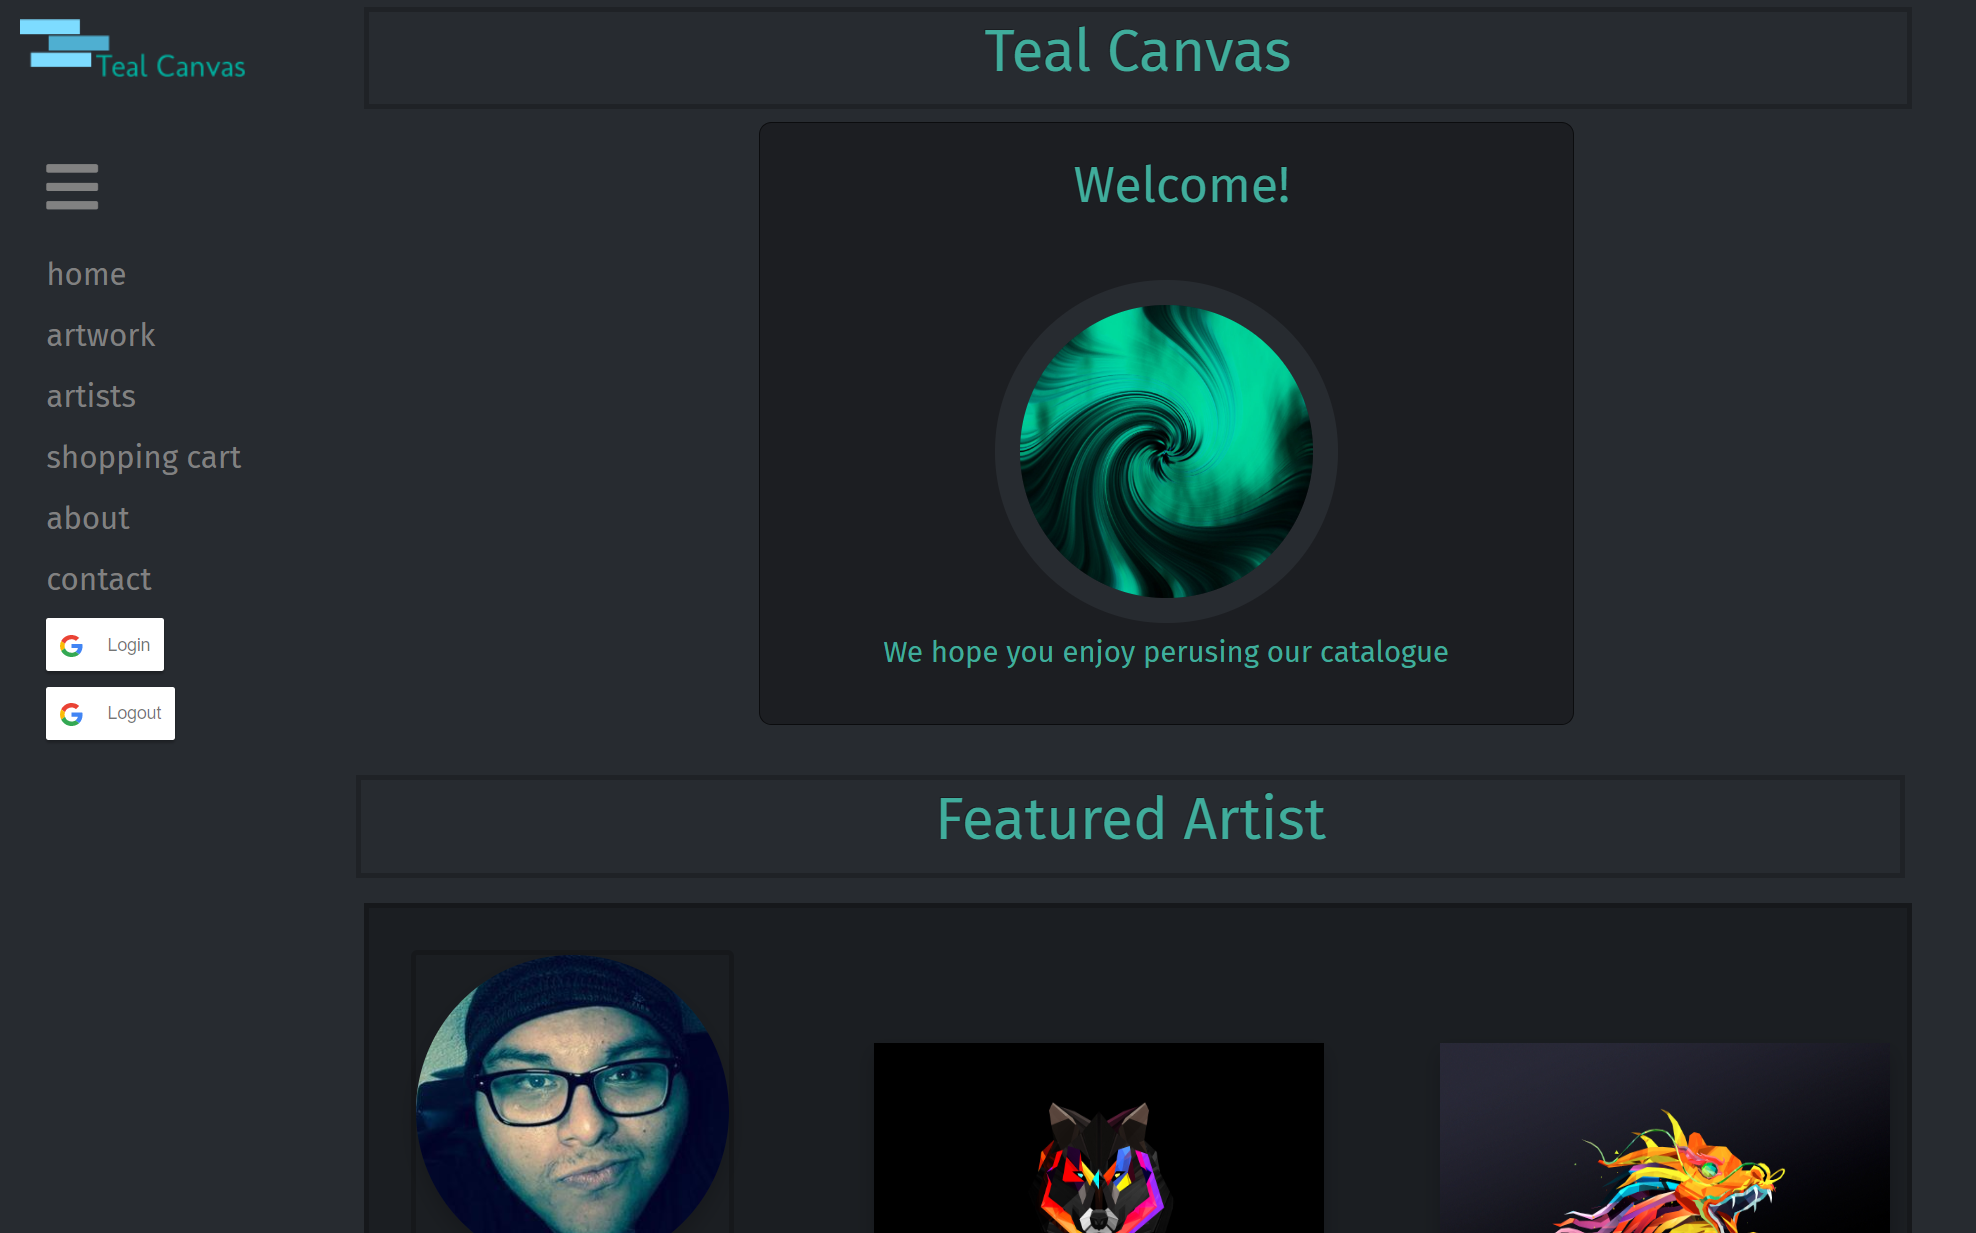 Teal Canvas
home
artwork
artists
shopping cart
about
contact
Login
Logout
Teal Canvas
Welcome!
We hope you enjoy perusing our catalogue
Featured Artist